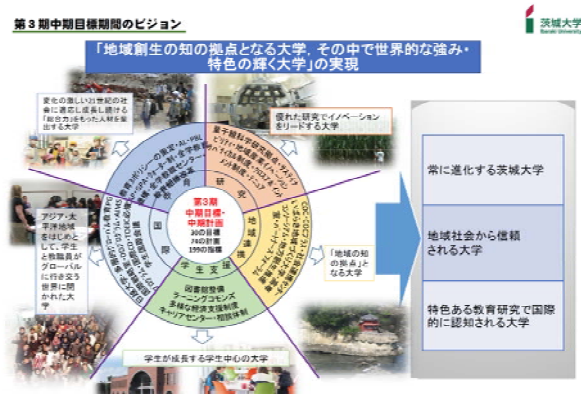 第3期中期目標期間のビジョン
茨城大学
Ibaraki University
「地域創生の知の拠点となる大学，その中で世界的な強み・
特色の輝く大学」の実現
変化の激しい21世紀の社
会に適応し成長し続ける
「総合力」をもった人材を輩
出する大学
優れた研究でイノベーション
をリードする大学
アジア・太
平洋地域
をはじめとし
て，学生
と教職員が
グローバル
に行き交う
世界に開
かれた大
学
教育
研究
国際
地域連携
第3期
中期目標・
中期計画
30の目標
74の計画
199の指標
「地域の知
の拠点」と
なる大学
学生支援
図書館整備
ラーニングコモンズ
多様な経済支援制度
キャリアセンター・相談体制
学生が成長する学生中心の大学
常に進化する茨城大学
地域社会から信頼
される大学
特色ある教育研究で国際
的に認知される大学